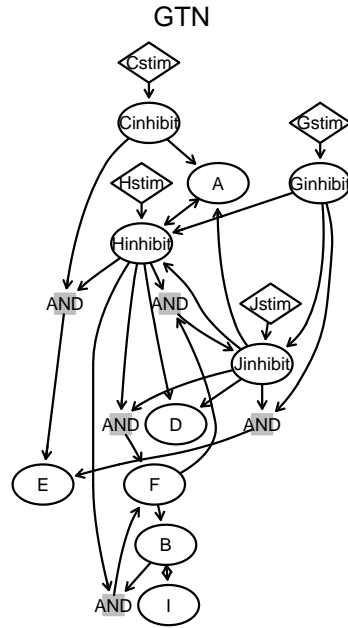 GTN
Cstim
Cinhibit
Gstim
Hstim
A
Ginhibit
Hinhibit
AND
AND
Jstim
Jinhibit
AND
D
AND
E
F
B
AND
I